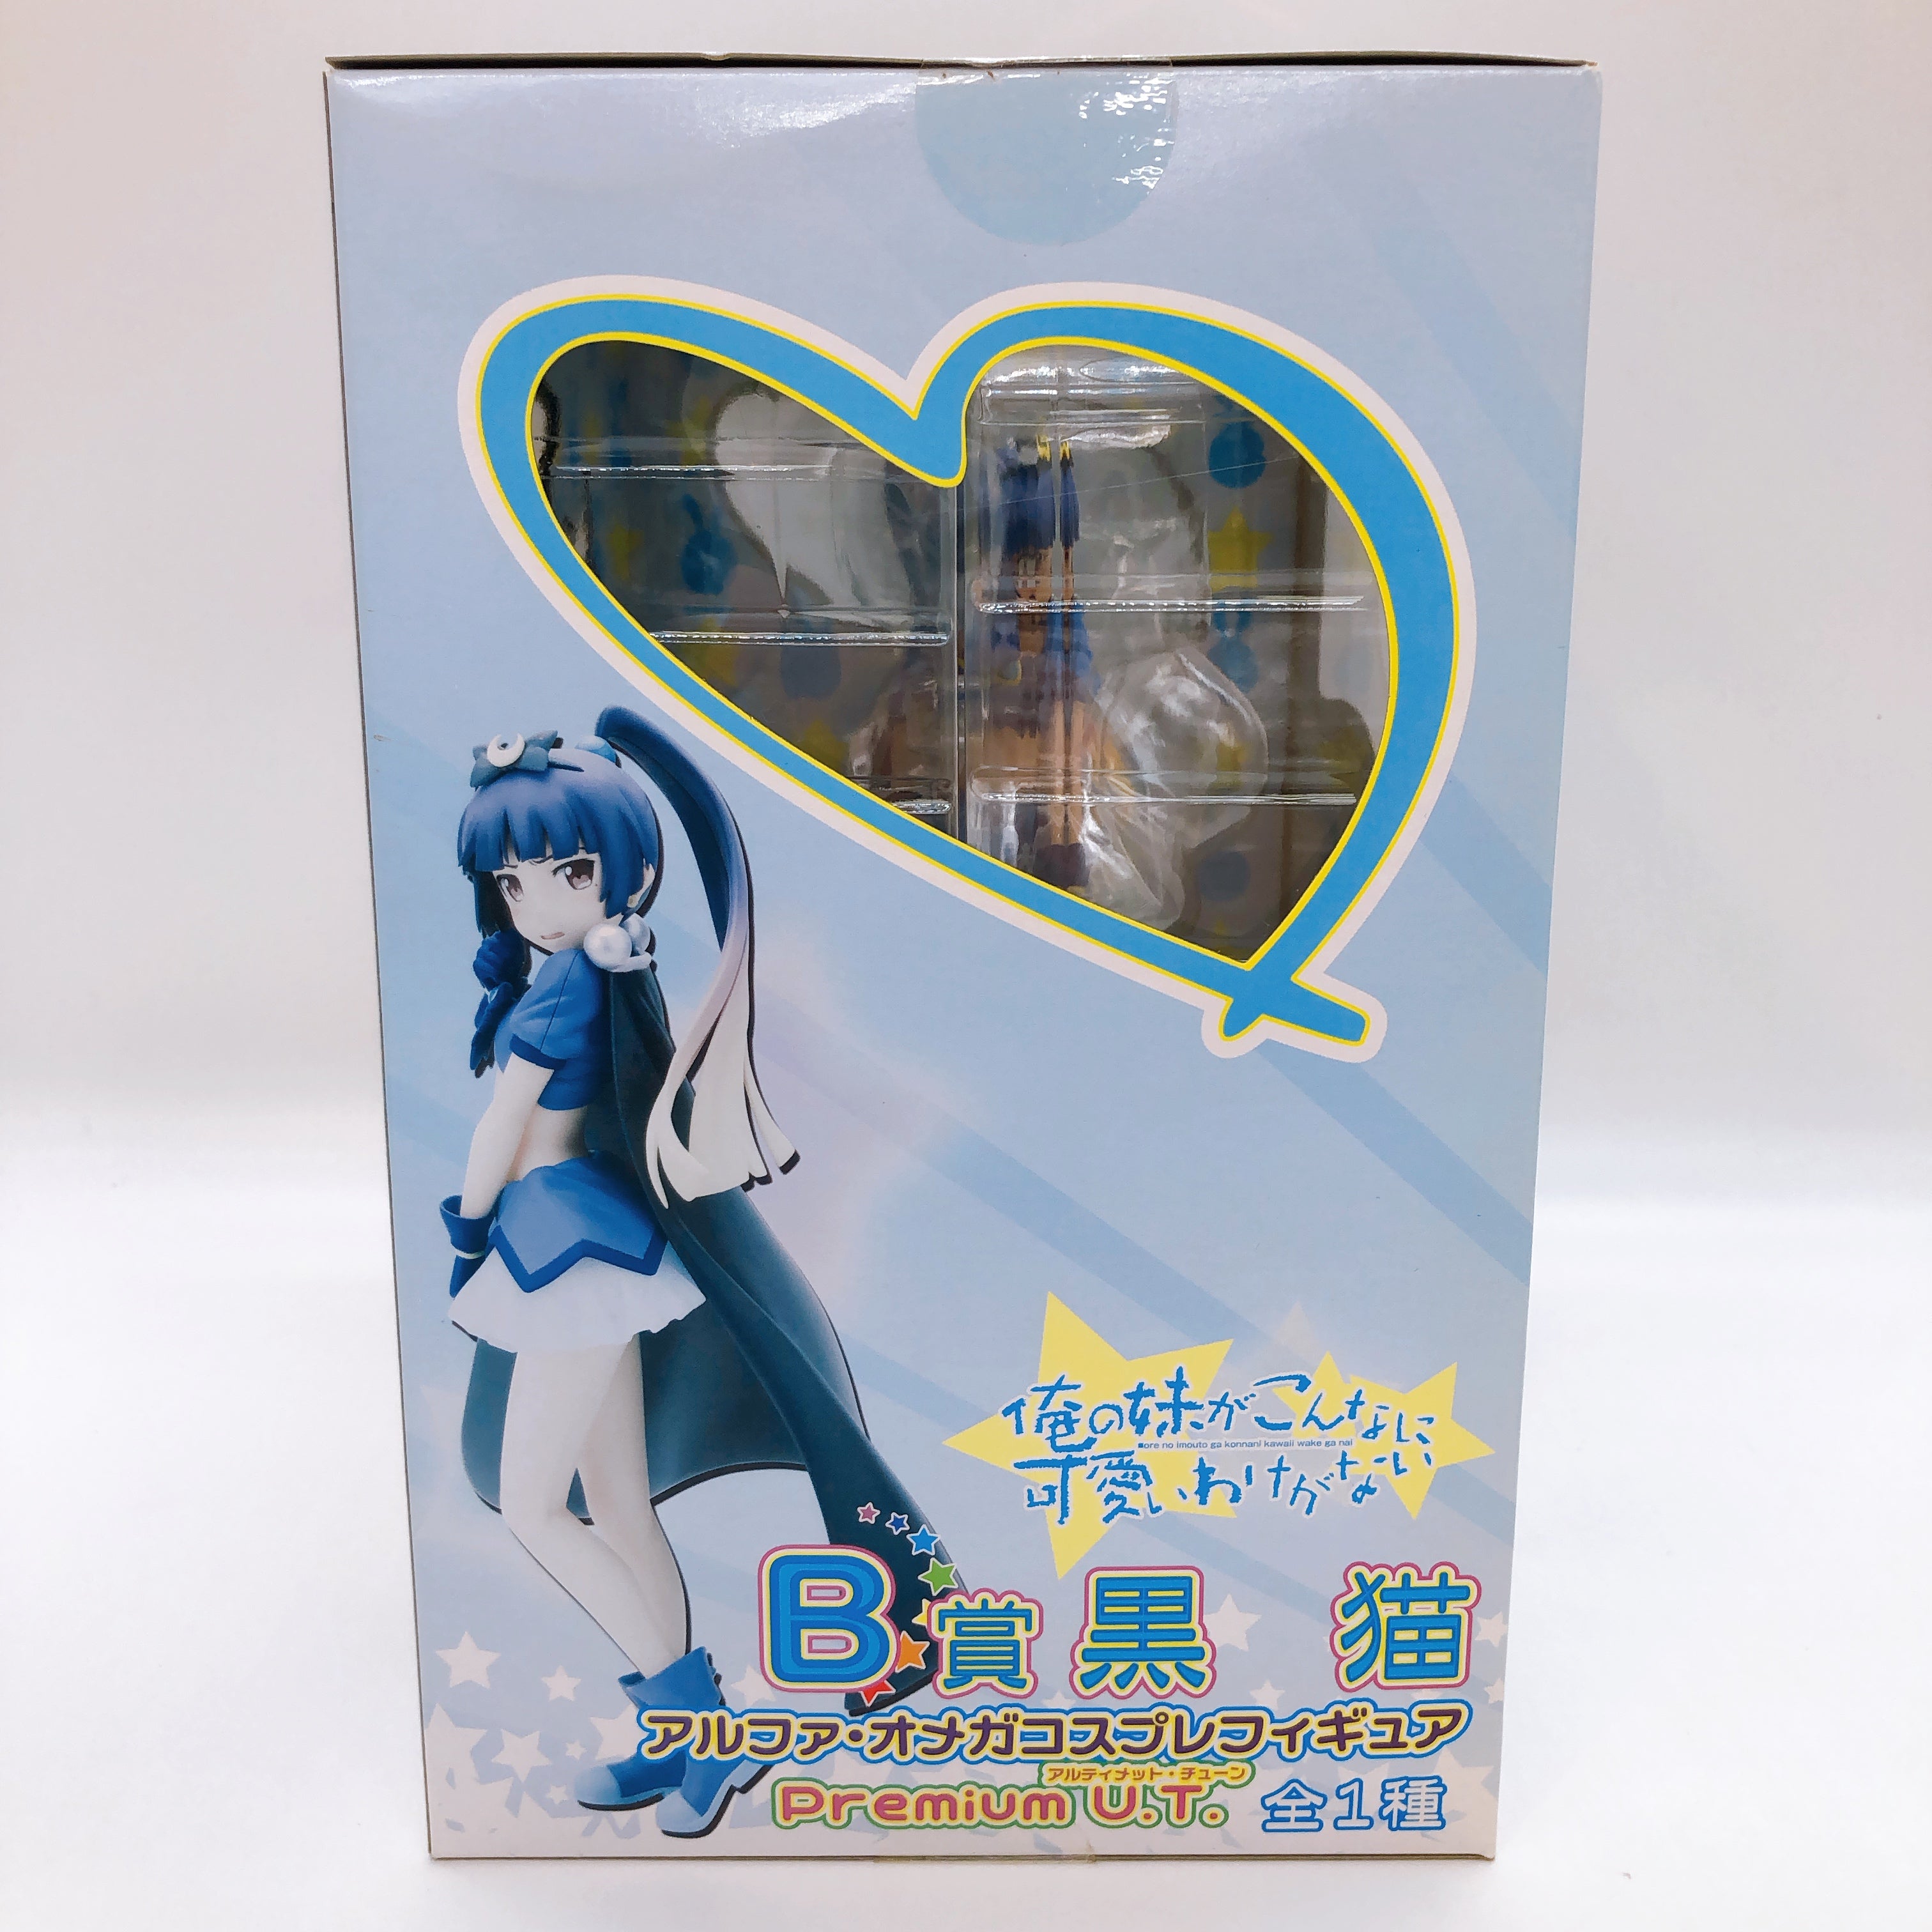 俺の妹がこんなに
ore no imouto ga konnani kawaii wake ga nai
可愛いわけがない
B賞 黒 猫
アルファ・オメガコスプレフィギュア
アルティメット・チューン
Premium U.T. 全1種